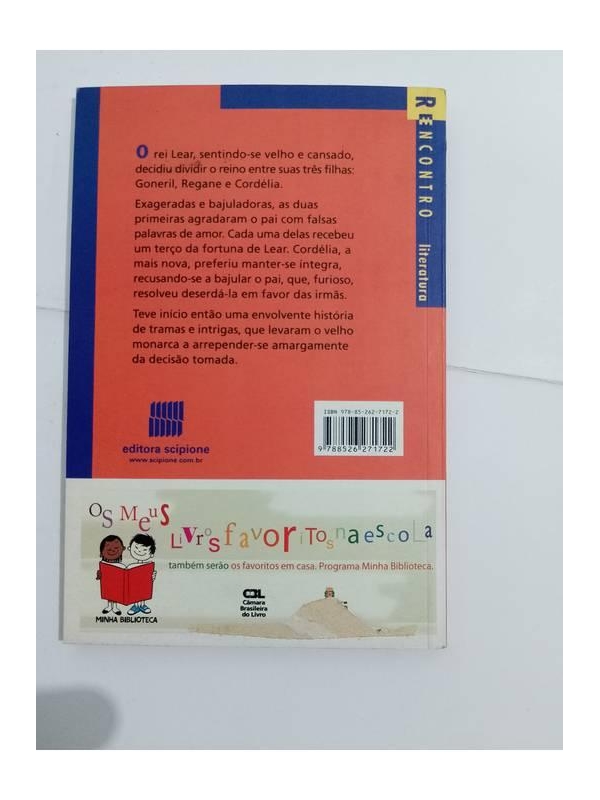 REENCONTRO literatura
O rei Lear, sentindo-se velho e cansado,
decidiu dividir o reino entre suas três filhas:
Goneril, Regane e Cordélia.
Exageradas e bajuladoras, as duas
primeiras agradaram o pai com falsas
palavras de amor. Cada uma delas recebeu
um terço da fortuna de Lear. Cordélia, a
mais nova, preferiu manter-se íntegra,
recusando-se a bajular o pai, que, furioso,
resolveu deserdá-la em favor das irmãs.
Teve início então uma envolvente história
de tramas e intrigas, que levaram o velho
monarca a arrepender-se amargamente
da decisão tomada.
editora scipione
www.scipione.com.br
ISBN 978-85-262-7172-2
9 788526 271722
Os Meus
Livros favoritos na escola
também serão os favoritos em casa. Programa Minha Biblioteca.
MINHA BIBLIOTECA
CBL
Câmara
Brasileira
do Livro